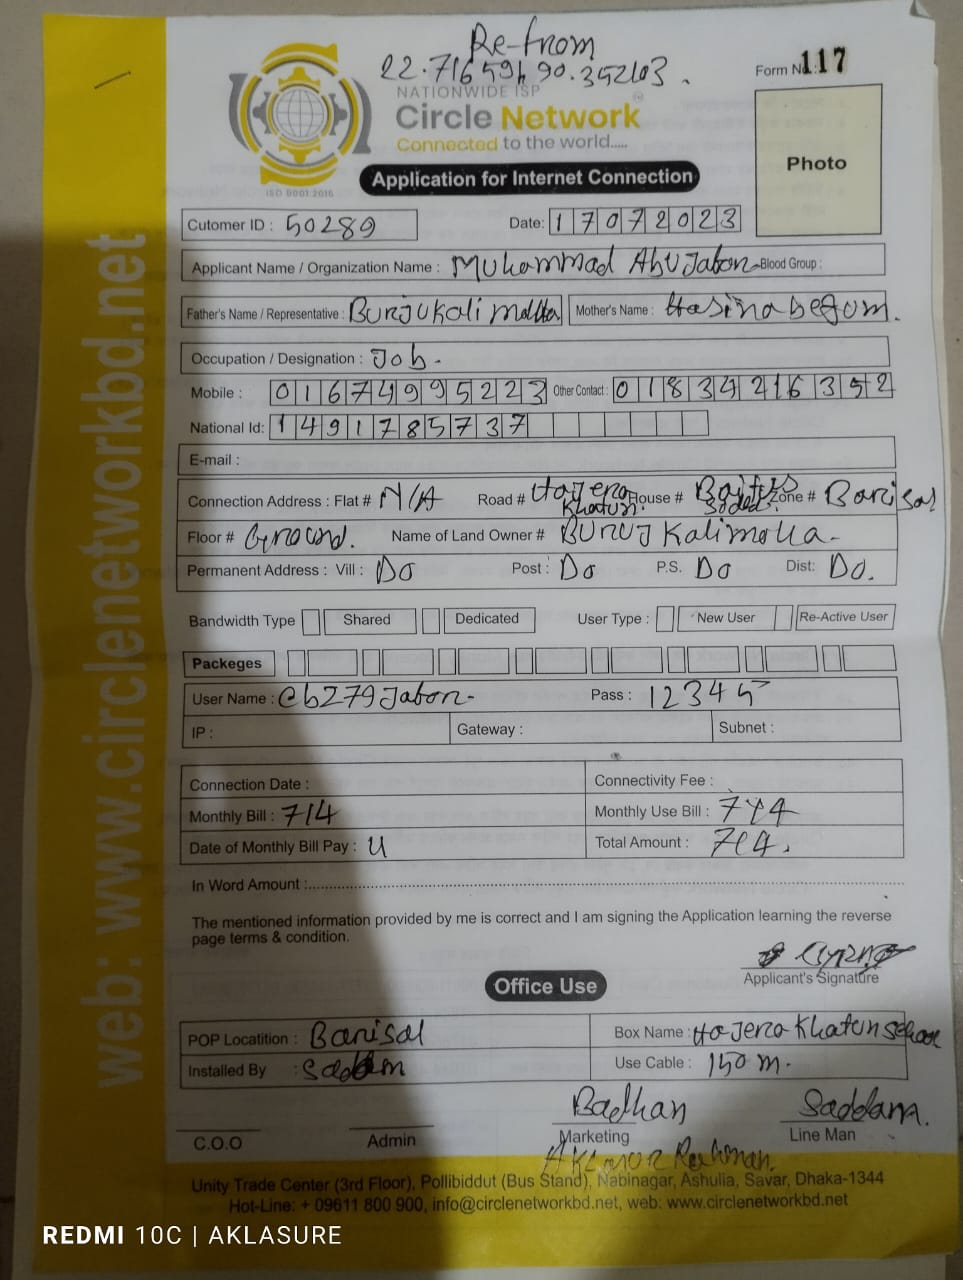 Re-from
22.716594 90.352103.
Form No: 117
NATIONWIDE ISP
Circle Network
Connected to the world.....
ISO 9001:2015
Application for Internet Connection
Photo
Cutomer ID : 50289 Date: 17072023
Applicant Name / Organization Name : Muhammad Abu Jabor Blood Group :
Father's Name / Representative : Burjukali molla Mother's Name : Hasina begum.
Occupation / Designation : Job-
Mobile : 01674995223 Other Contact : 01834216352
National Id: 1491785737
E-mail :
Connection Address : Flat # N/A Road # Hajera Khatun House # Zone # Barisal
Floor # Ground. Name of Land Owner # Buruj Kalimolla-
Permanent Address : Vill : Do Post : Do P.S. Do Dist: Do.
Bandwidth Type Shared Dedicated User Type : New User Re-Active User
Packeges
User Name : Cb279Jabor- Pass : 12345
IP : Gateway : Subnet :
Connection Date : Connectivity Fee :
Monthly Bill : 714 Monthly Use Bill : 714
Date of Monthly Bill Pay : U Total Amount : 714.
In Word Amount :
The mentioned information provided by me is correct and I am signing the Application learning the reverse
page terms & condition.
Applicant's Signature
Office Use
POP Locatition : Barisal Box Name : Hajera Khatun School
Installed By : Saddam Use Cable : 150 m.
Badhan Saddam.
C.O.O Admin Marketing Line Man
Rahman.
Unity Trade Center (3rd Floor), Pollibiddut (Bus Stand), Nabinagar, Ashulia, Savar, Dhaka-1344
Hot-Line: + 09611 800 900, info@circlenetworkbd.net, web: www.circlenetworkbd.net
web: www.circlenetworkbd.net
REDMI 10C | AKLASURE